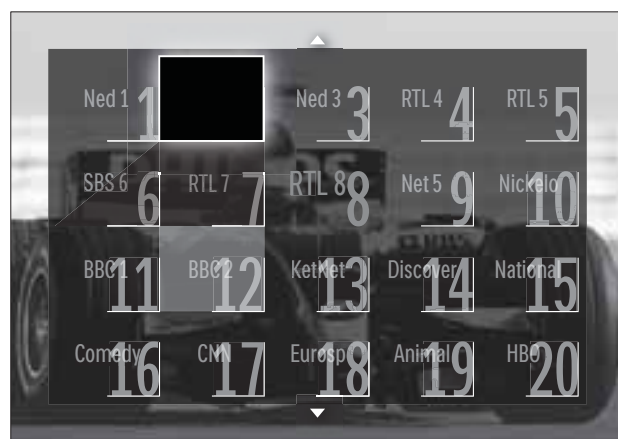 Ned 1 1 Ned 3 3 RTL 4 4 RTL 5 5
SBS 6 6 RTL 7 7 RTL 8 8 Net 5 9 Nickelo 10
BBC 1 11 BBC 2 12 KetNet 13 Discover 14 National 15
Comedy 16 CNN 17 Eurospo 18 Animal 19 HBO 20